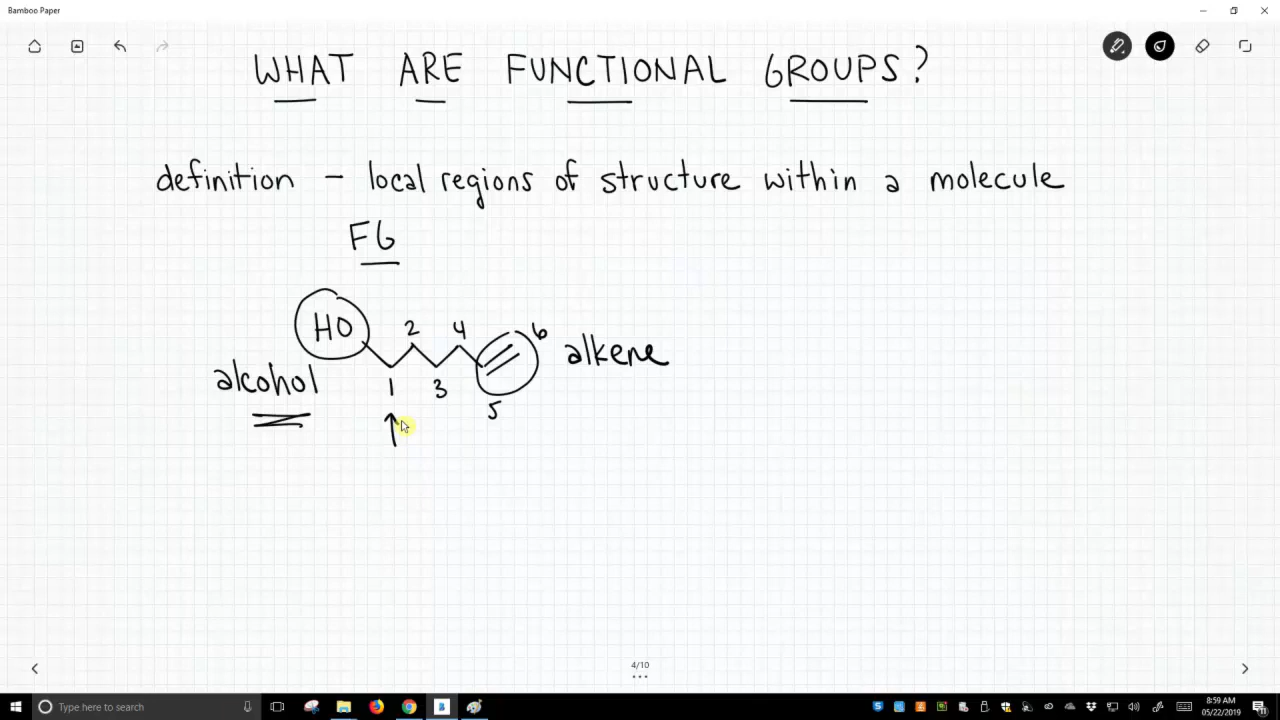 Bamboo Paper
WHAT ARE FUNCTIONAL GROUPS?
definition - local regions of structure within a molecule
FG
HO 2 4 6 alkene
alcohol 1 3 5
4/10
Type here to search
8:59 AM
05/22/2019